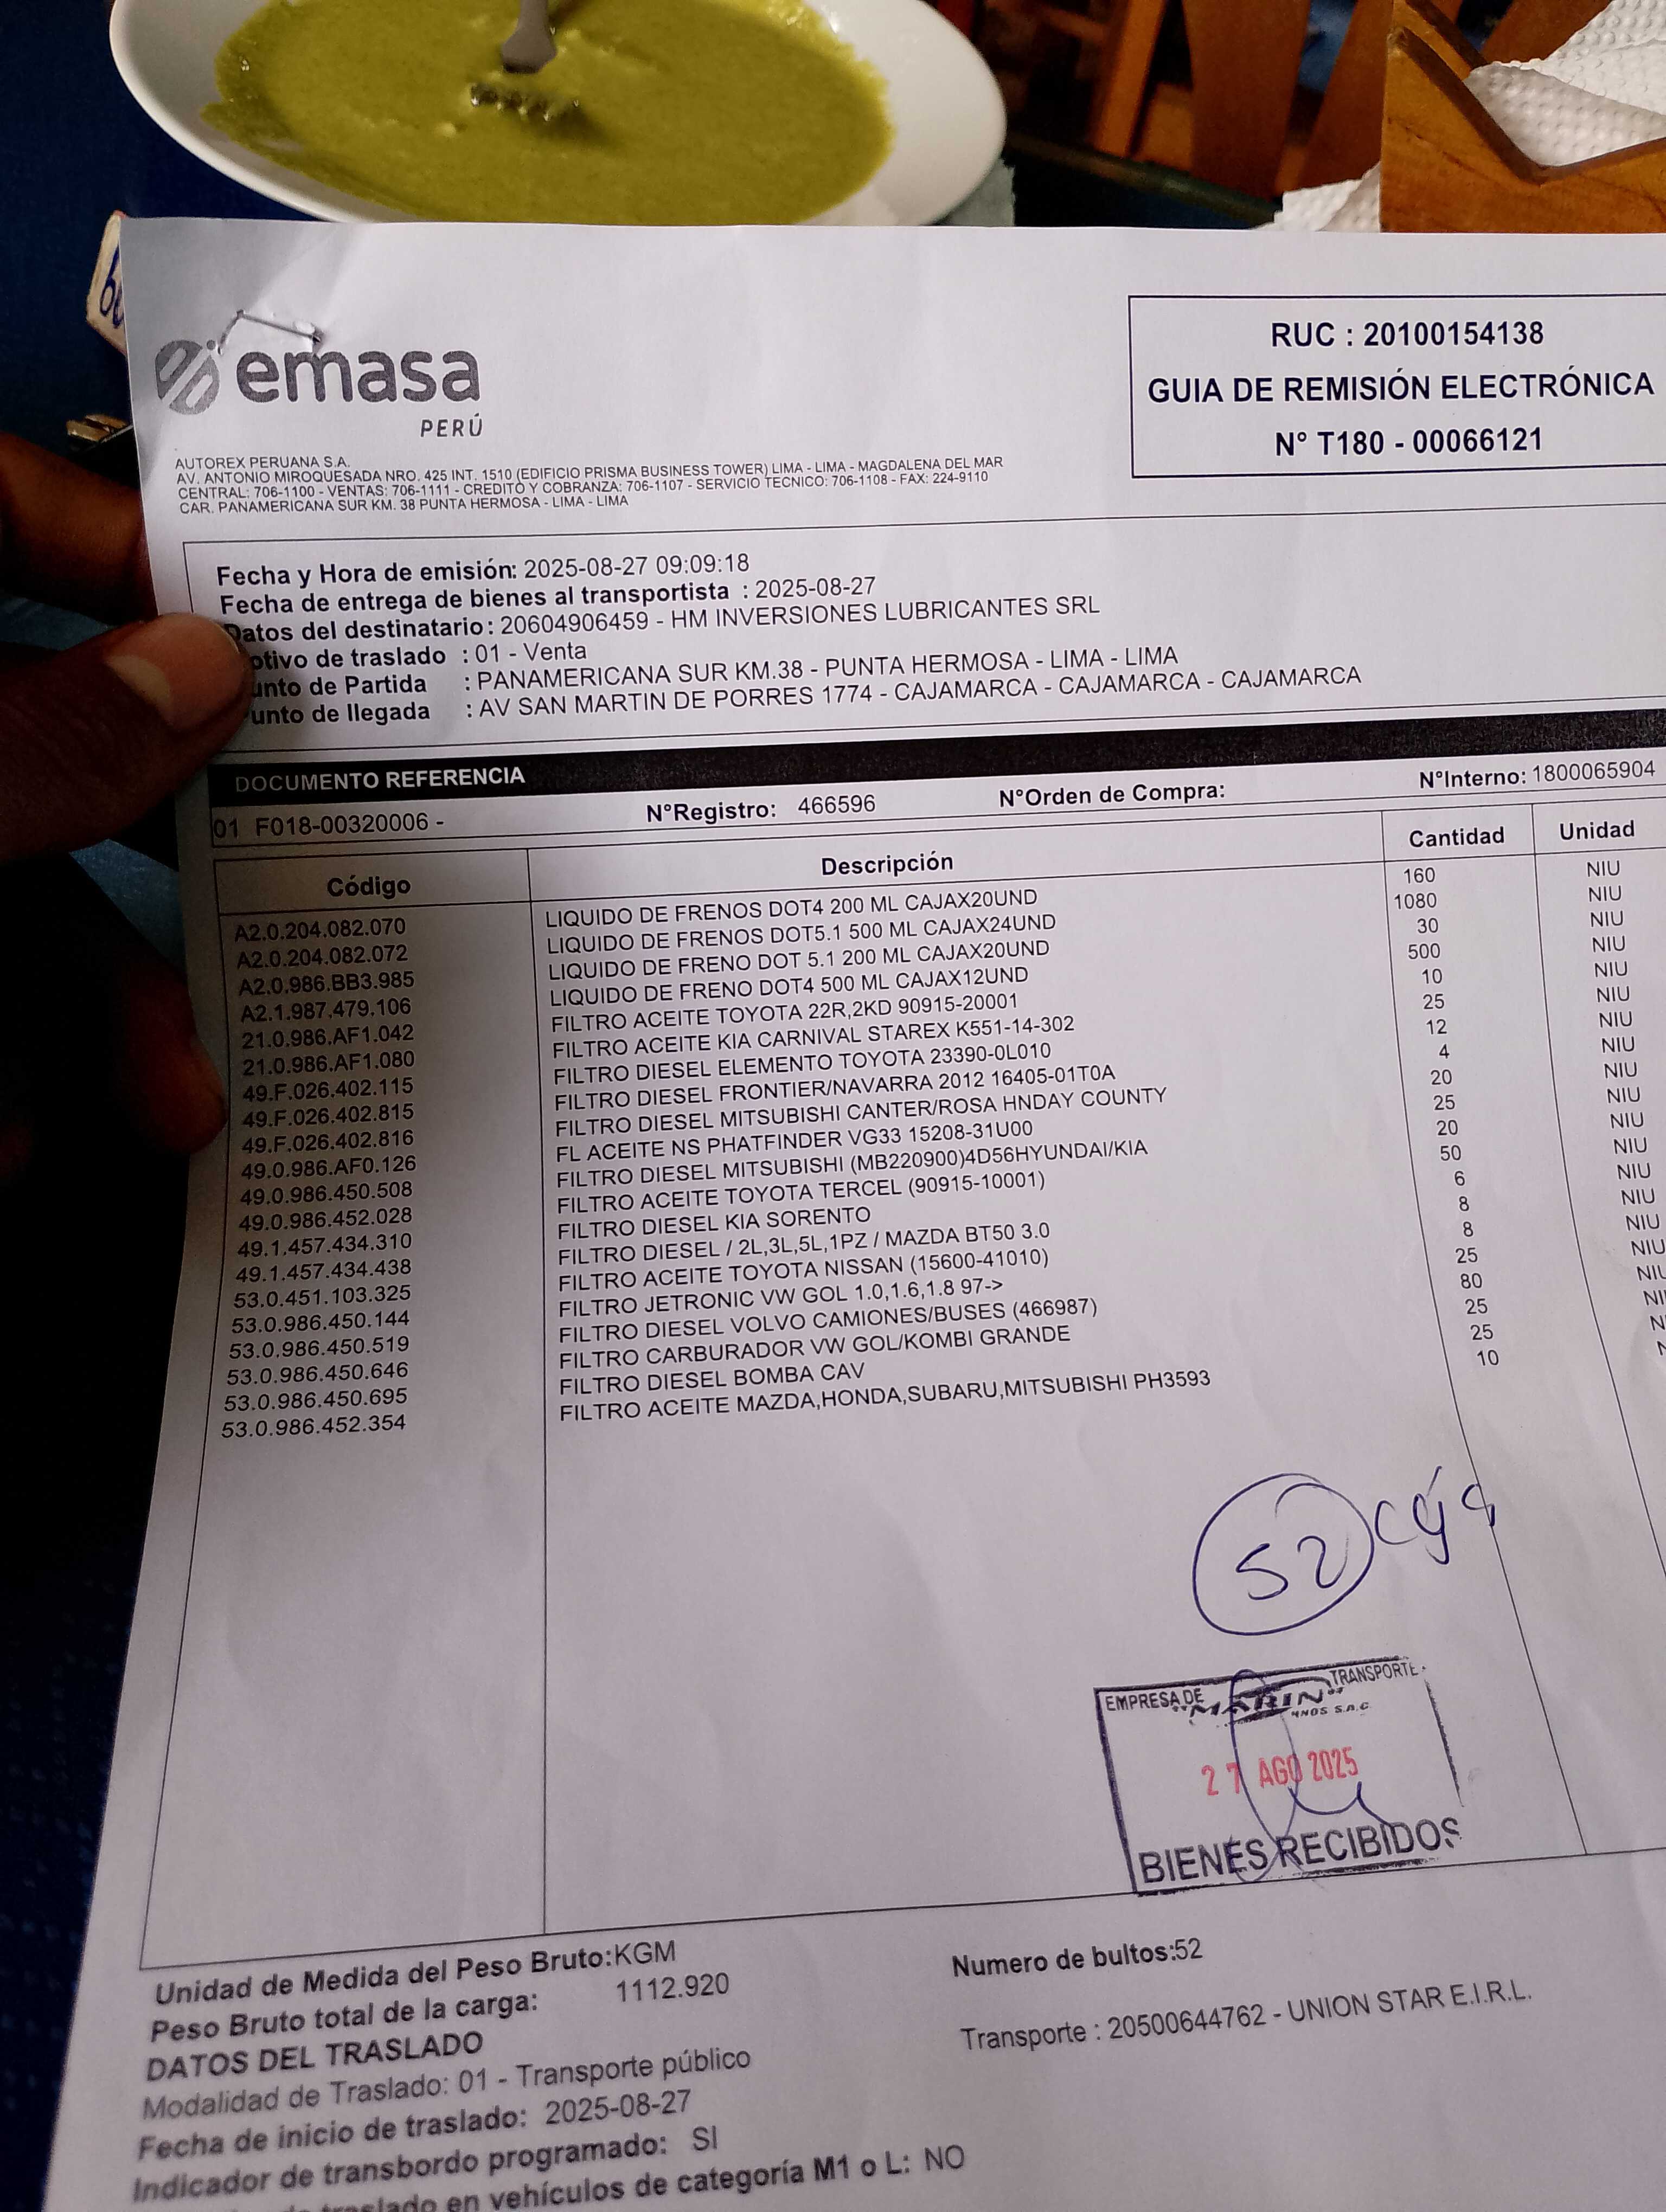 emasa
PERÚ
RUC : 20100154138
GUIA DE REMISIÓN ELECTRÓNICA
N° T180 - 00066121
AUTOREX PERUANA S.A.
AV. ANTONIO MIROQUESADA NRO. 425 INT. 1510 (EDIFICIO PRISMA BUSINESS TOWER) LIMA - LIMA - MAGDALENA DEL MAR
CENTRAL: 706-1100 - VENTAS: 706-1111 - CREDITO Y COBRANZA: 706-1107 - SERVICIO TECNICO: 706-1108 - FAX: 224-9110
CAR. PANAMERICANA SUR KM. 38 PUNTA HERMOSA - LIMA - LIMA
Fecha y Hora de emisión: 2025-08-27 09:09:18
Fecha de entrega de bienes al transportista : 2025-08-27
Datos del destinatario: 20604906459 - HM INVERSIONES LUBRICANTES SRL
otivo de traslado : 01 - Venta
unto de Partida : PANAMERICANA SUR KM.38 - PUNTA HERMOSA - LIMA - LIMA
unto de llegada : AV SAN MARTIN DE PORRES 1774 - CAJAMARCA - CAJAMARCA - CAJAMARCA
DOCUMENTO REFERENCIA
01 F018-00320006 - N°Registro: 466596 N°Orden de Compra: N°Interno: 1800065904
Código Descripción Cantidad Unidad
A2.0.204.082.070 LIQUIDO DE FRENOS DOT4 200 ML CAJAX20UND 160 NIU
A2.0.204.082.072 LIQUIDO DE FRENOS DOT5.1 500 ML CAJAX24UND 1080 NIU
A2.0.986.BB3.985 LIQUIDO DE FRENO DOT 5.1 200 ML CAJAX20UND 30 NIU
A2.1.987.479.106 LIQUIDO DE FRENO DOT4 500 ML CAJAX12UND 500 NIU
21.0.986.AF1.042 FILTRO ACEITE TOYOTA 22R,2KD 90915-20001 10 NIU
21.0.986.AF1.080 FILTRO ACEITE KIA CARNIVAL STAREX K551-14-302 25 NIU
49.F.026.402.115 FILTRO DIESEL ELEMENTO TOYOTA 23390-0L010 12 NIU
49.F.026.402.815 FILTRO DIESEL FRONTIER/NAVARRA 2012 16405-01T0A 4 NIU
49.F.026.402.816 FILTRO DIESEL MITSUBISHI CANTER/ROSA HNDAY COUNTY 20 NIU
49.0.986.AF0.126 FL ACEITE NS PHATFINDER VG33 15208-31U00 25 NIU
49.0.986.450.508 FILTRO DIESEL MITSUBISHI (MB220900)4D56HYUNDAI/KIA 20 NIU
49.0.986.452.028 FILTRO ACEITE TOYOTA TERCEL (90915-10001) 50 NIU
49.1.457.434.310 FILTRO DIESEL KIA SORENTO 6 NIU
49.1.457.434.438 FILTRO DIESEL / 2L,3L,5L,1PZ / MAZDA BT50 3.0 8 NIU
53.0.451.103.325 FILTRO ACEITE TOYOTA NISSAN (15600-41010) 8 NIU
53.0.986.450.144 FILTRO JETRONIC VW GOL 1.0,1.6,1.8 97-> 25 NIU
53.0.986.450.519 FILTRO DIESEL VOLVO CAMIONES/BUSES (466987) 80 NIU
53.0.986.450.646 FILTRO CARBURADOR VW GOL/KOMBI GRANDE 25 NI
53.0.986.450.695 FILTRO DIESEL BOMBA CAV 25 N
53.0.986.452.354 FILTRO ACEITE MAZDA,HONDA,SUBARU,MITSUBISHI PH3593 10
52 cjs
EMPRESA DE TRANSPORTE
"MARIN"
ANOS S.A.C
27 AGO 2025
BIENES RECIBIDOS
Unidad de Medida del Peso Bruto:KGM Numero de bultos:52
Peso Bruto total de la carga: 1112.920
DATOS DEL TRASLADO Transporte : 20500644762 - UNION STAR E.I.R.L.
Modalidad de Traslado: 01 - Transporte público
Fecha de inicio de traslado: 2025-08-27
Indicador de transbordo programado: SI
traslado en vehículos de categoría M1 o L: NO